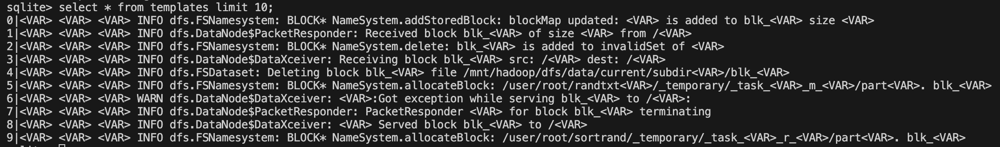 sqlite> select * from templates limit 10;
0|<VAR> <VAR> <VAR> INFO dfs.FSNamesystem: BLOCK* NameSystem.addStoredBlock: blockMap updated: <VAR> is added to blk_<VAR> size <VAR>
1|<VAR> <VAR> <VAR> INFO dfs.DataNode$PacketResponder: Received block blk_<VAR> of size <VAR> from /<VAR>
2|<VAR> <VAR> <VAR> INFO dfs.FSNamesystem: BLOCK* NameSystem.delete: blk_<VAR> is added to invalidSet of <VAR>
3|<VAR> <VAR> <VAR> INFO dfs.DataNode$DataXceiver: Receiving block blk_<VAR> src: /<VAR> dest: /<VAR>
4|<VAR> <VAR> <VAR> INFO dfs.FSDataset: Deleting block blk_<VAR> file /mnt/hadoop/dfs/data/current/subdir<VAR>/blk_<VAR>
5|<VAR> <VAR> <VAR> INFO dfs.FSNamesystem: BLOCK* NameSystem.allocateBlock: /user/root/randtxt<VAR>/_temporary/_task_<VAR>_m_<VAR>/part<VAR>. blk_<VAR>
6|<VAR> <VAR> <VAR> WARN dfs.DataNode$DataXceiver: <VAR>:Got exception while serving blk_<VAR> to /<VAR>:
7|<VAR> <VAR> <VAR> INFO dfs.DataNode$PacketResponder: PacketResponder <VAR> for block blk_<VAR> terminating
8|<VAR> <VAR> <VAR> INFO dfs.DataNode$DataXceiver: <VAR> Served block blk_<VAR> to /<VAR>
9|<VAR> <VAR> <VAR> INFO dfs.FSNamesystem: BLOCK* NameSystem.allocateBlock: /user/root/sortrand/_temporary/_task_<VAR>_r_<VAR>/part<VAR>. blk_<VAR>